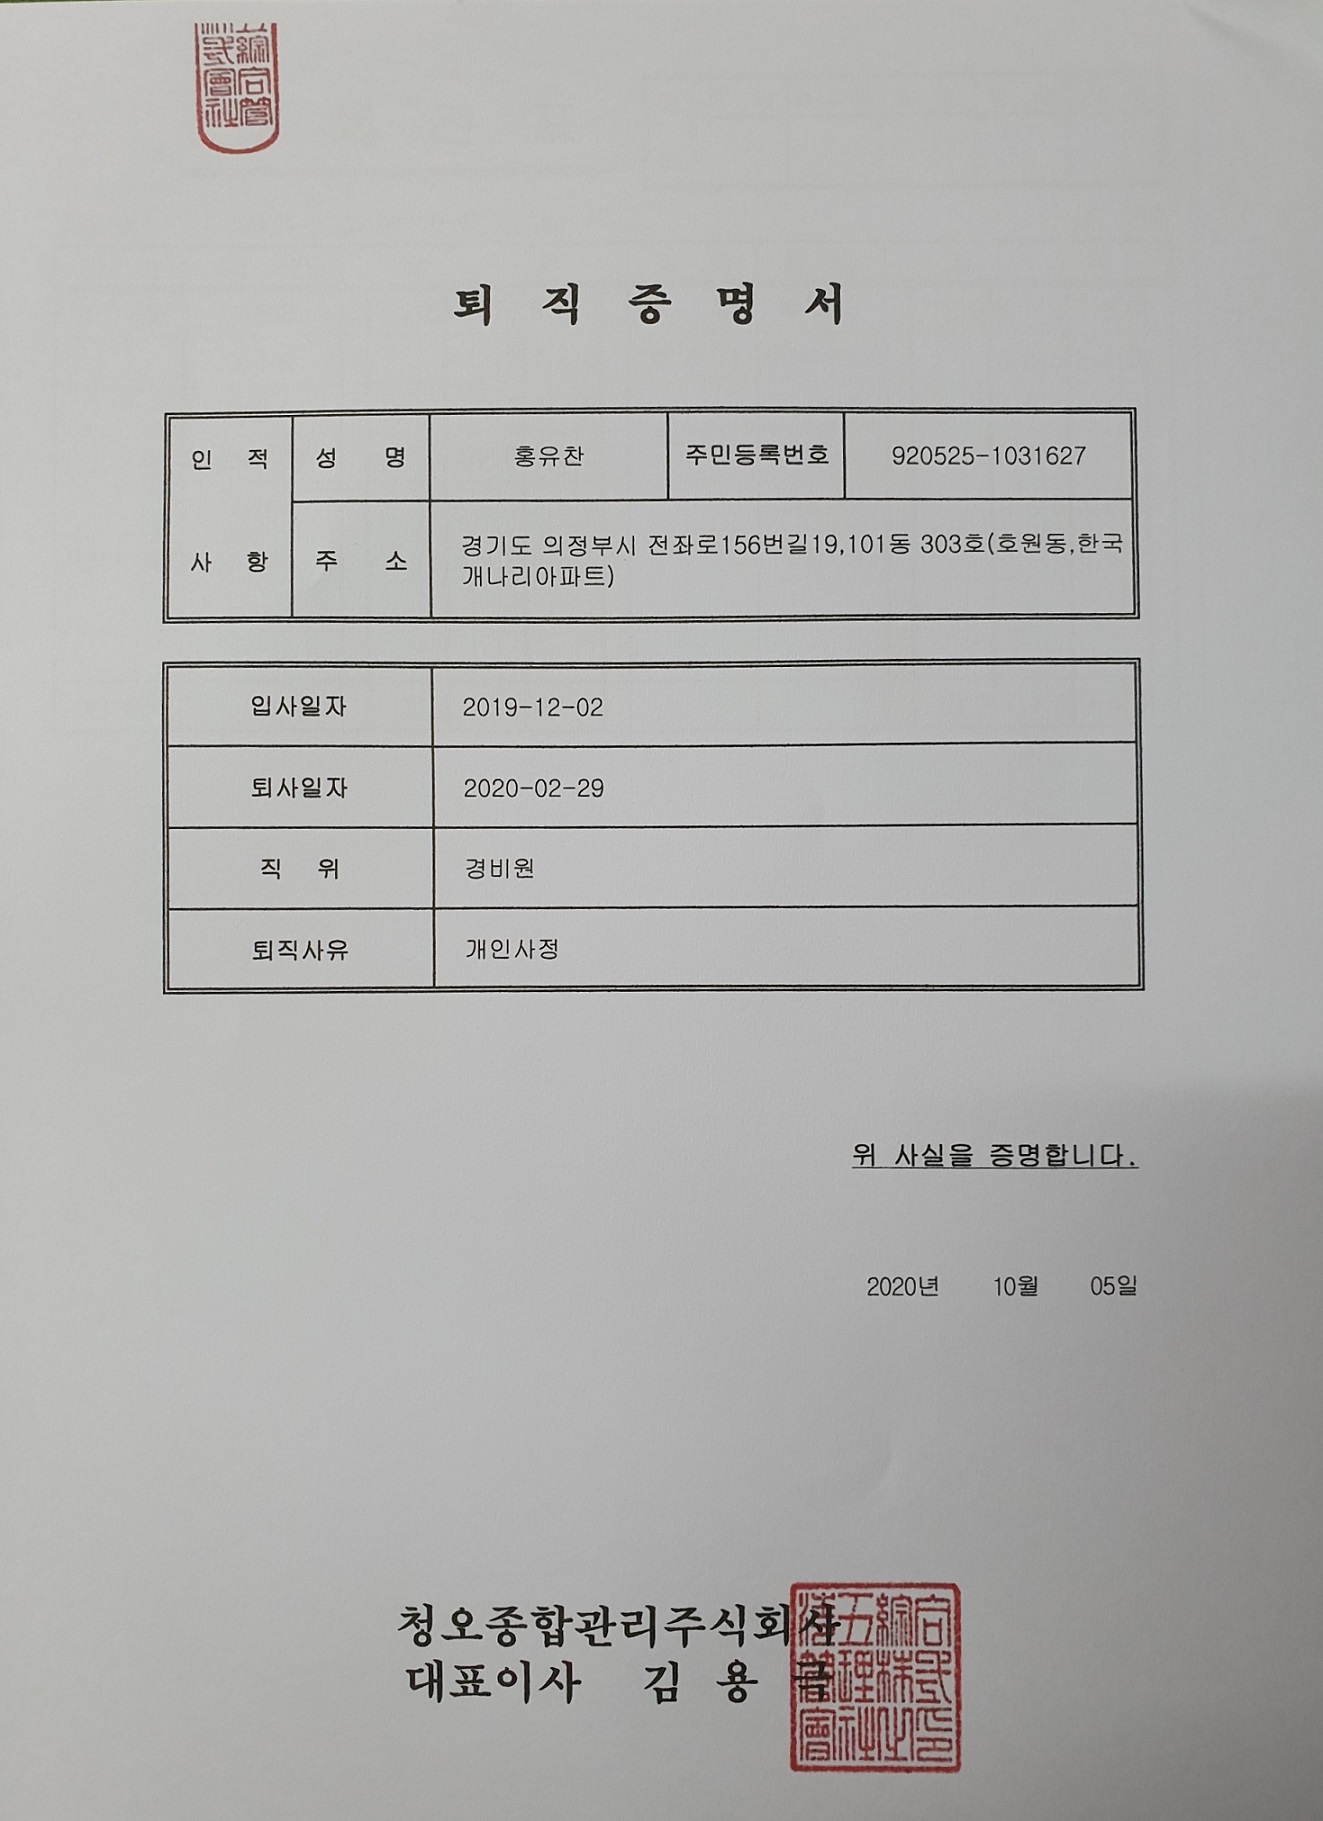 퇴 직 증 명 서
인 적 성 명 홍유찬 주민등록번호 920525-1031627
사 항 주 소 경기도 의정부시 전좌로156번길19,101동 303호(호원동,한국
개나리아파트)
입사일자 2019-12-02
퇴사일자 2020-02-29
직 위 경비원
퇴직사유 개인사정
위 사실을 증명합니다.
2020년 10월 05일
청오종합관리주식회사
대표이사 김 용